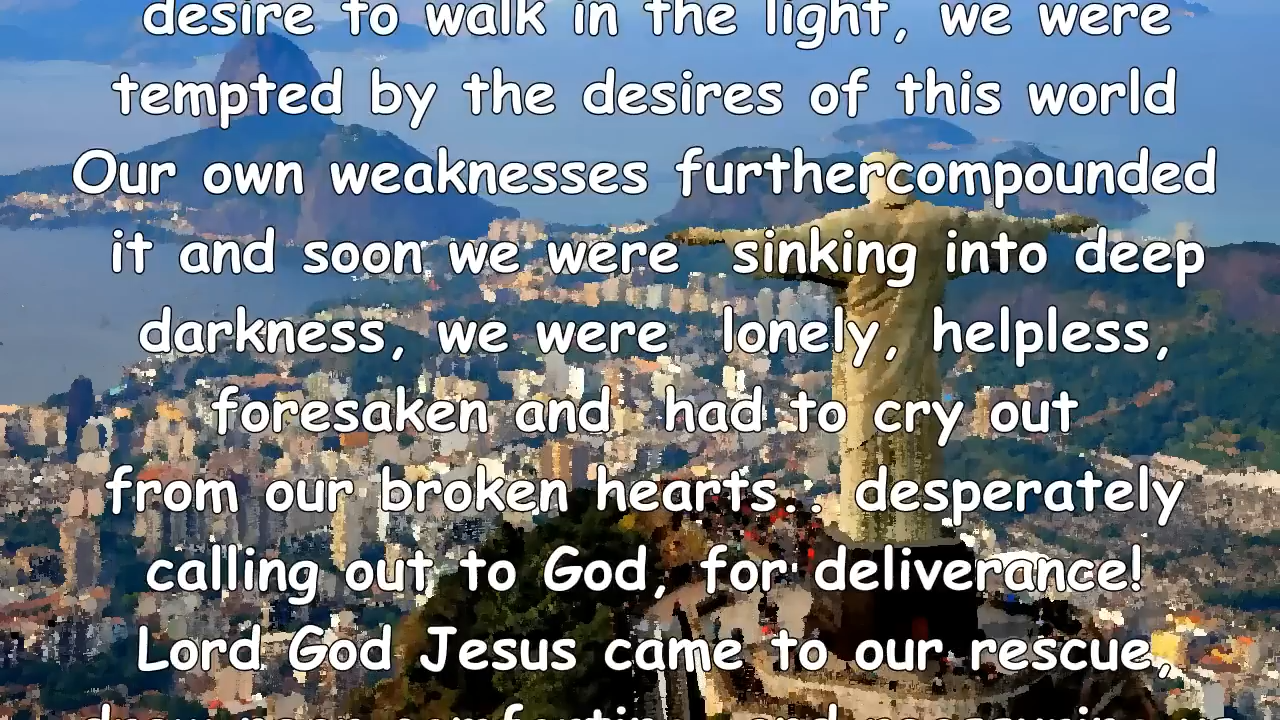 desire to walk in the light, we were
tempted by the desires of this world
Our own weaknesses furthercompounded
it and soon we were sinking into deep
darkness, we were lonely, helpless,
foresaken and had to cry out
from our broken hearts.. desperately
calling out to God, for deliverance!
Lord God Jesus came to our rescue,